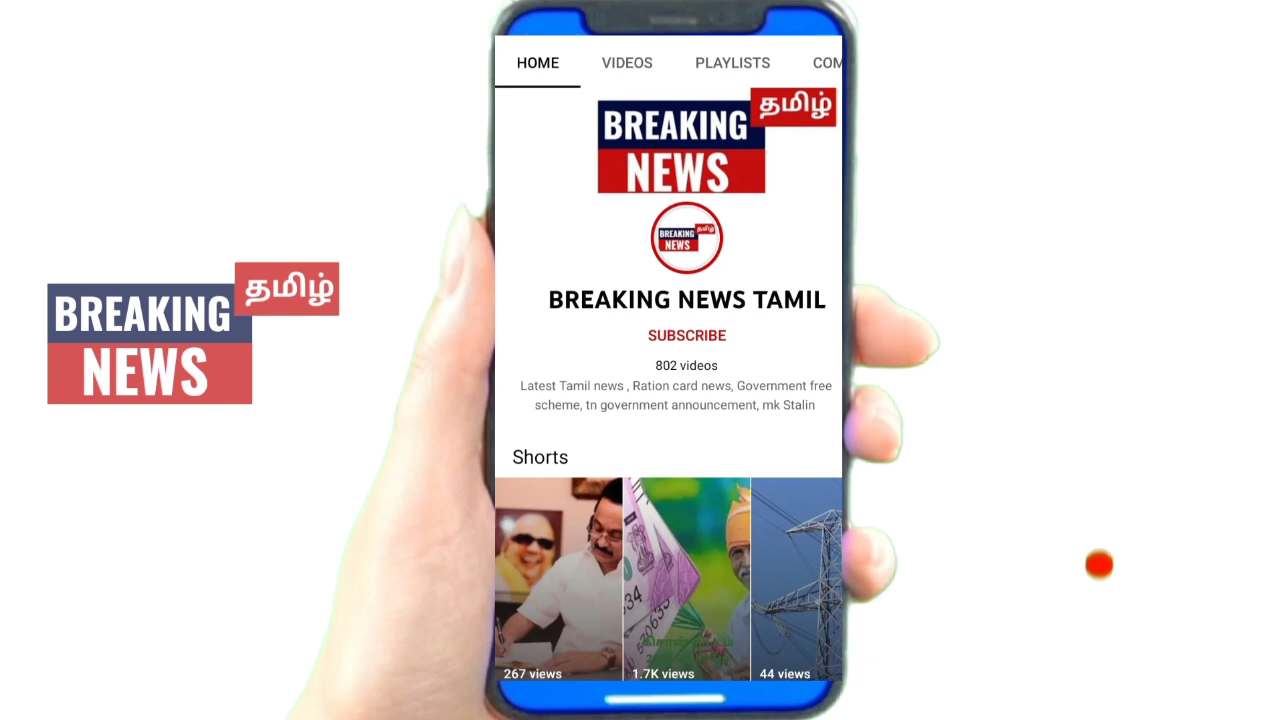 HOME VIDEOS PLAYLISTS COM
தமிழ்
BREAKING
NEWS
தமிழ்
BREAKING
NEWS
BREAKING NEWS TAMIL
SUBSCRIBE
802 videos
Latest Tamil news , Ration card news, Government free
scheme, tn government announcement, mk Stalin
Shorts
267 views 1.7K views 44 views
தமிழ்
BREAKING
NEWS